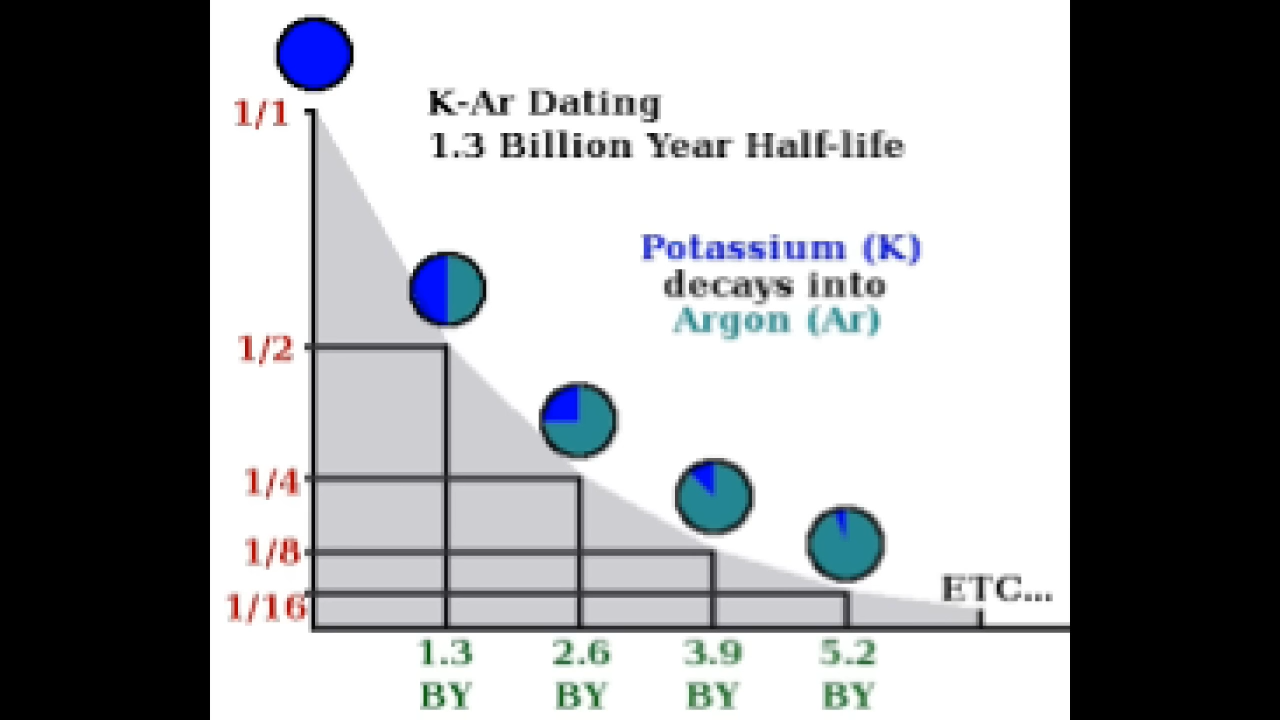 1/1
K-Ar Dating
1.3 Billion Year Half-life
Potassium (K)
decays into
Argon (Ar)
1/2
1/4
1/8
1/16
ETC...
1.3 2.6 3.9 5.2
BY BY BY BY